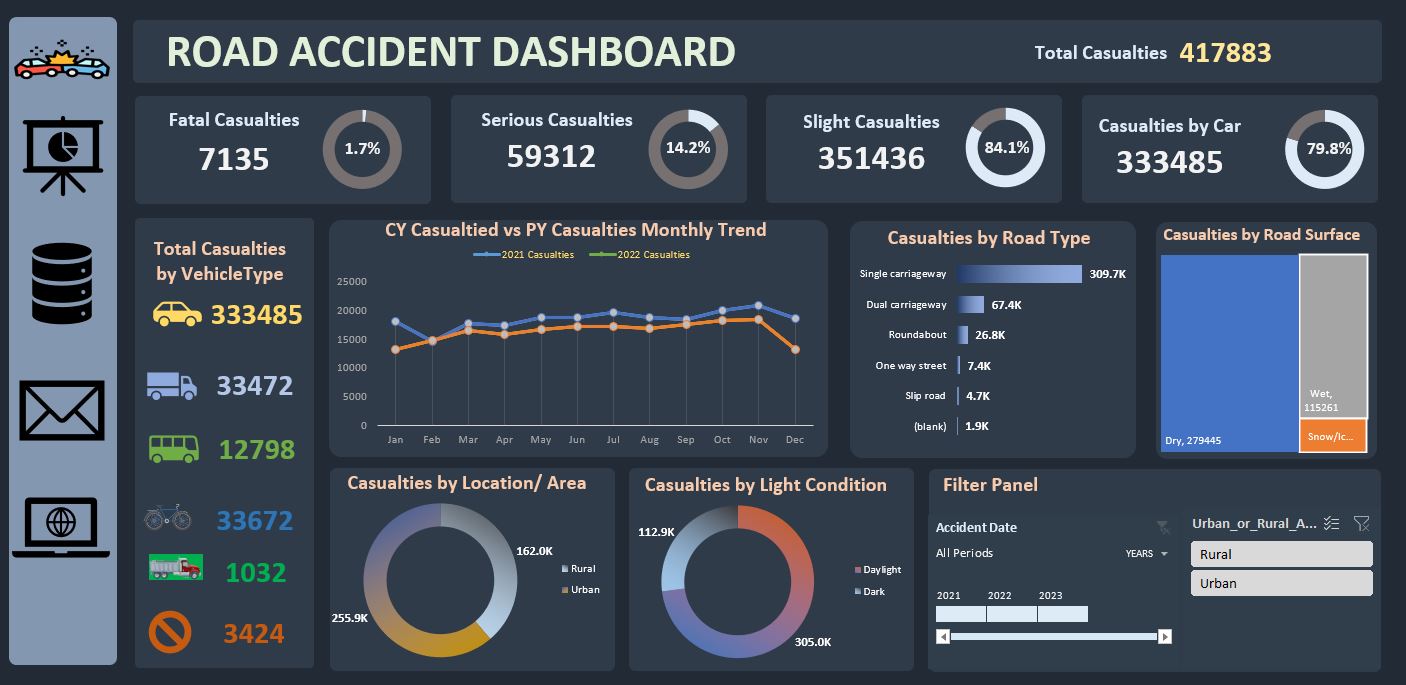 ROAD ACCIDENT DASHBOARD
Total Casualties 417883
Fatal Casualties
7135
1.7%
Serious Casualties
59312
14.2%
Slight Casualties
351436
84.1%
Casualties by Car
333485
79.8%
Total Casualties
by VehicleType
333485
33472
12798
33672
1032
3424
CY Casualtied vs PY Casualties Monthly Trend
2021 Casualties 2022 Casualties
25000
20000
15000
10000
5000
0
Jan Feb Mar Apr May Jun Jul Aug Sep Oct Nov Dec
Casualties by Road Type
Single carriageway 309.7K
Dual carriageway 67.4K
Roundabout 26.8K
One way street 7.4K
Slip road 4.7K
(blank) 1.9K
Casualties by Road Surface
Dry, 279445
Wet,
115261
Snow/Ic...
Casualties by Location/ Area
162.0K
255.9K
Rural
Urban
Casualties by Light Condition
112.9K
305.0K
Daylight
Dark
Filter Panel
Accident Date
All Periods YEARS
2021 2022 2023
Urban_or_Rural_A...
Rural
Urban